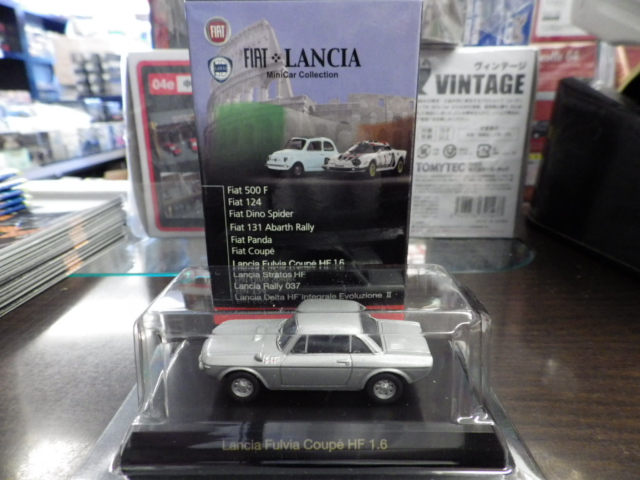 FIAT
FIAT LANCIA
MiniCar Collection
Fiat 500 F
Fiat 124
Fiat Dino Spider
Fiat 131 Abarth Rally
Fiat Panda
Fiat Coupé
Lancia Fulvia Coupé HF 1.6
Lancia Stratos HF
Lancia Rally 037
Lancia Delta HF Integrale Evoluzione II
Lancia Fulvia Coupé HF 1.6
04e
ヴィンテージ
VINTAGE
TOMYTEC